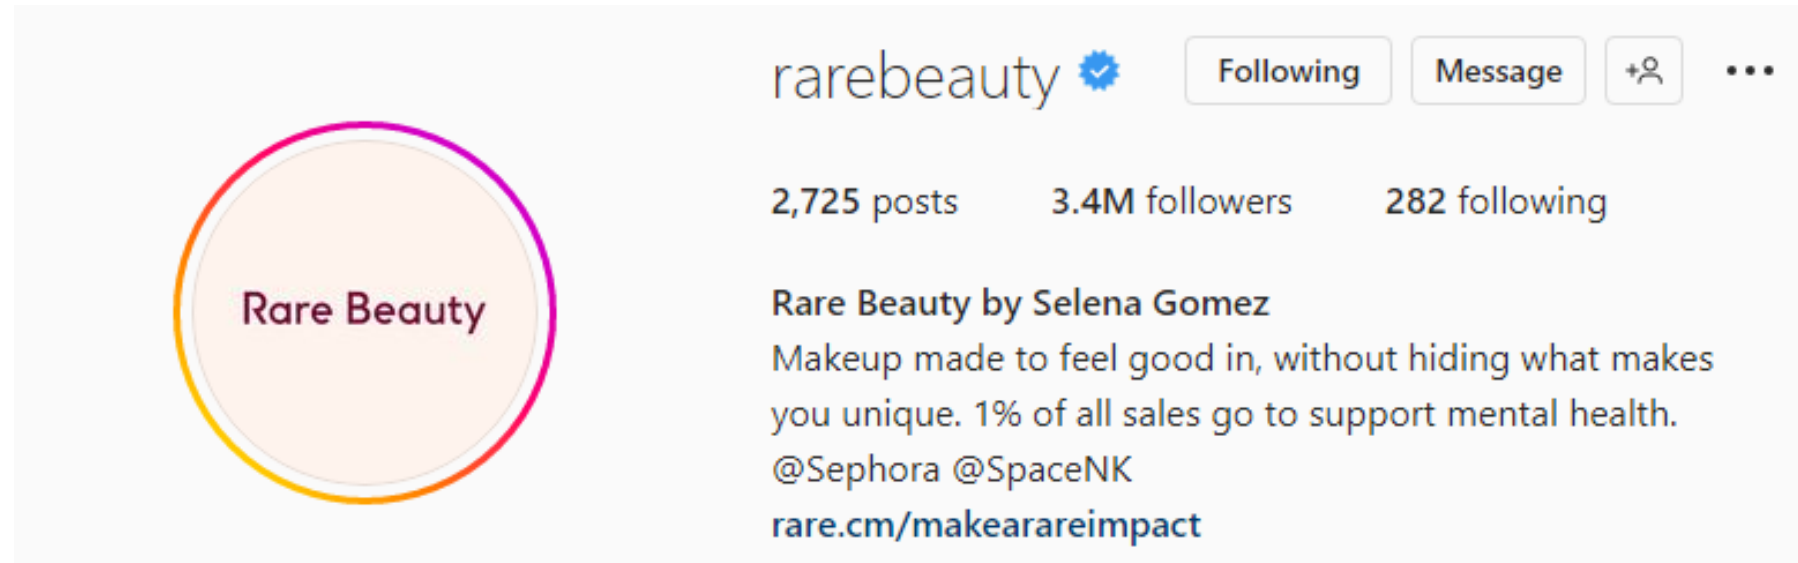 rarebeauty Following Message
2,725 posts 3.4M followers 282 following
Rare Beauty
Rare Beauty by Selena Gomez
Makeup made to feel good in, without hiding what makes
you unique. 1% of all sales go to support mental health.
@Sephora @SpaceNK
rare.cm/makearareimpact